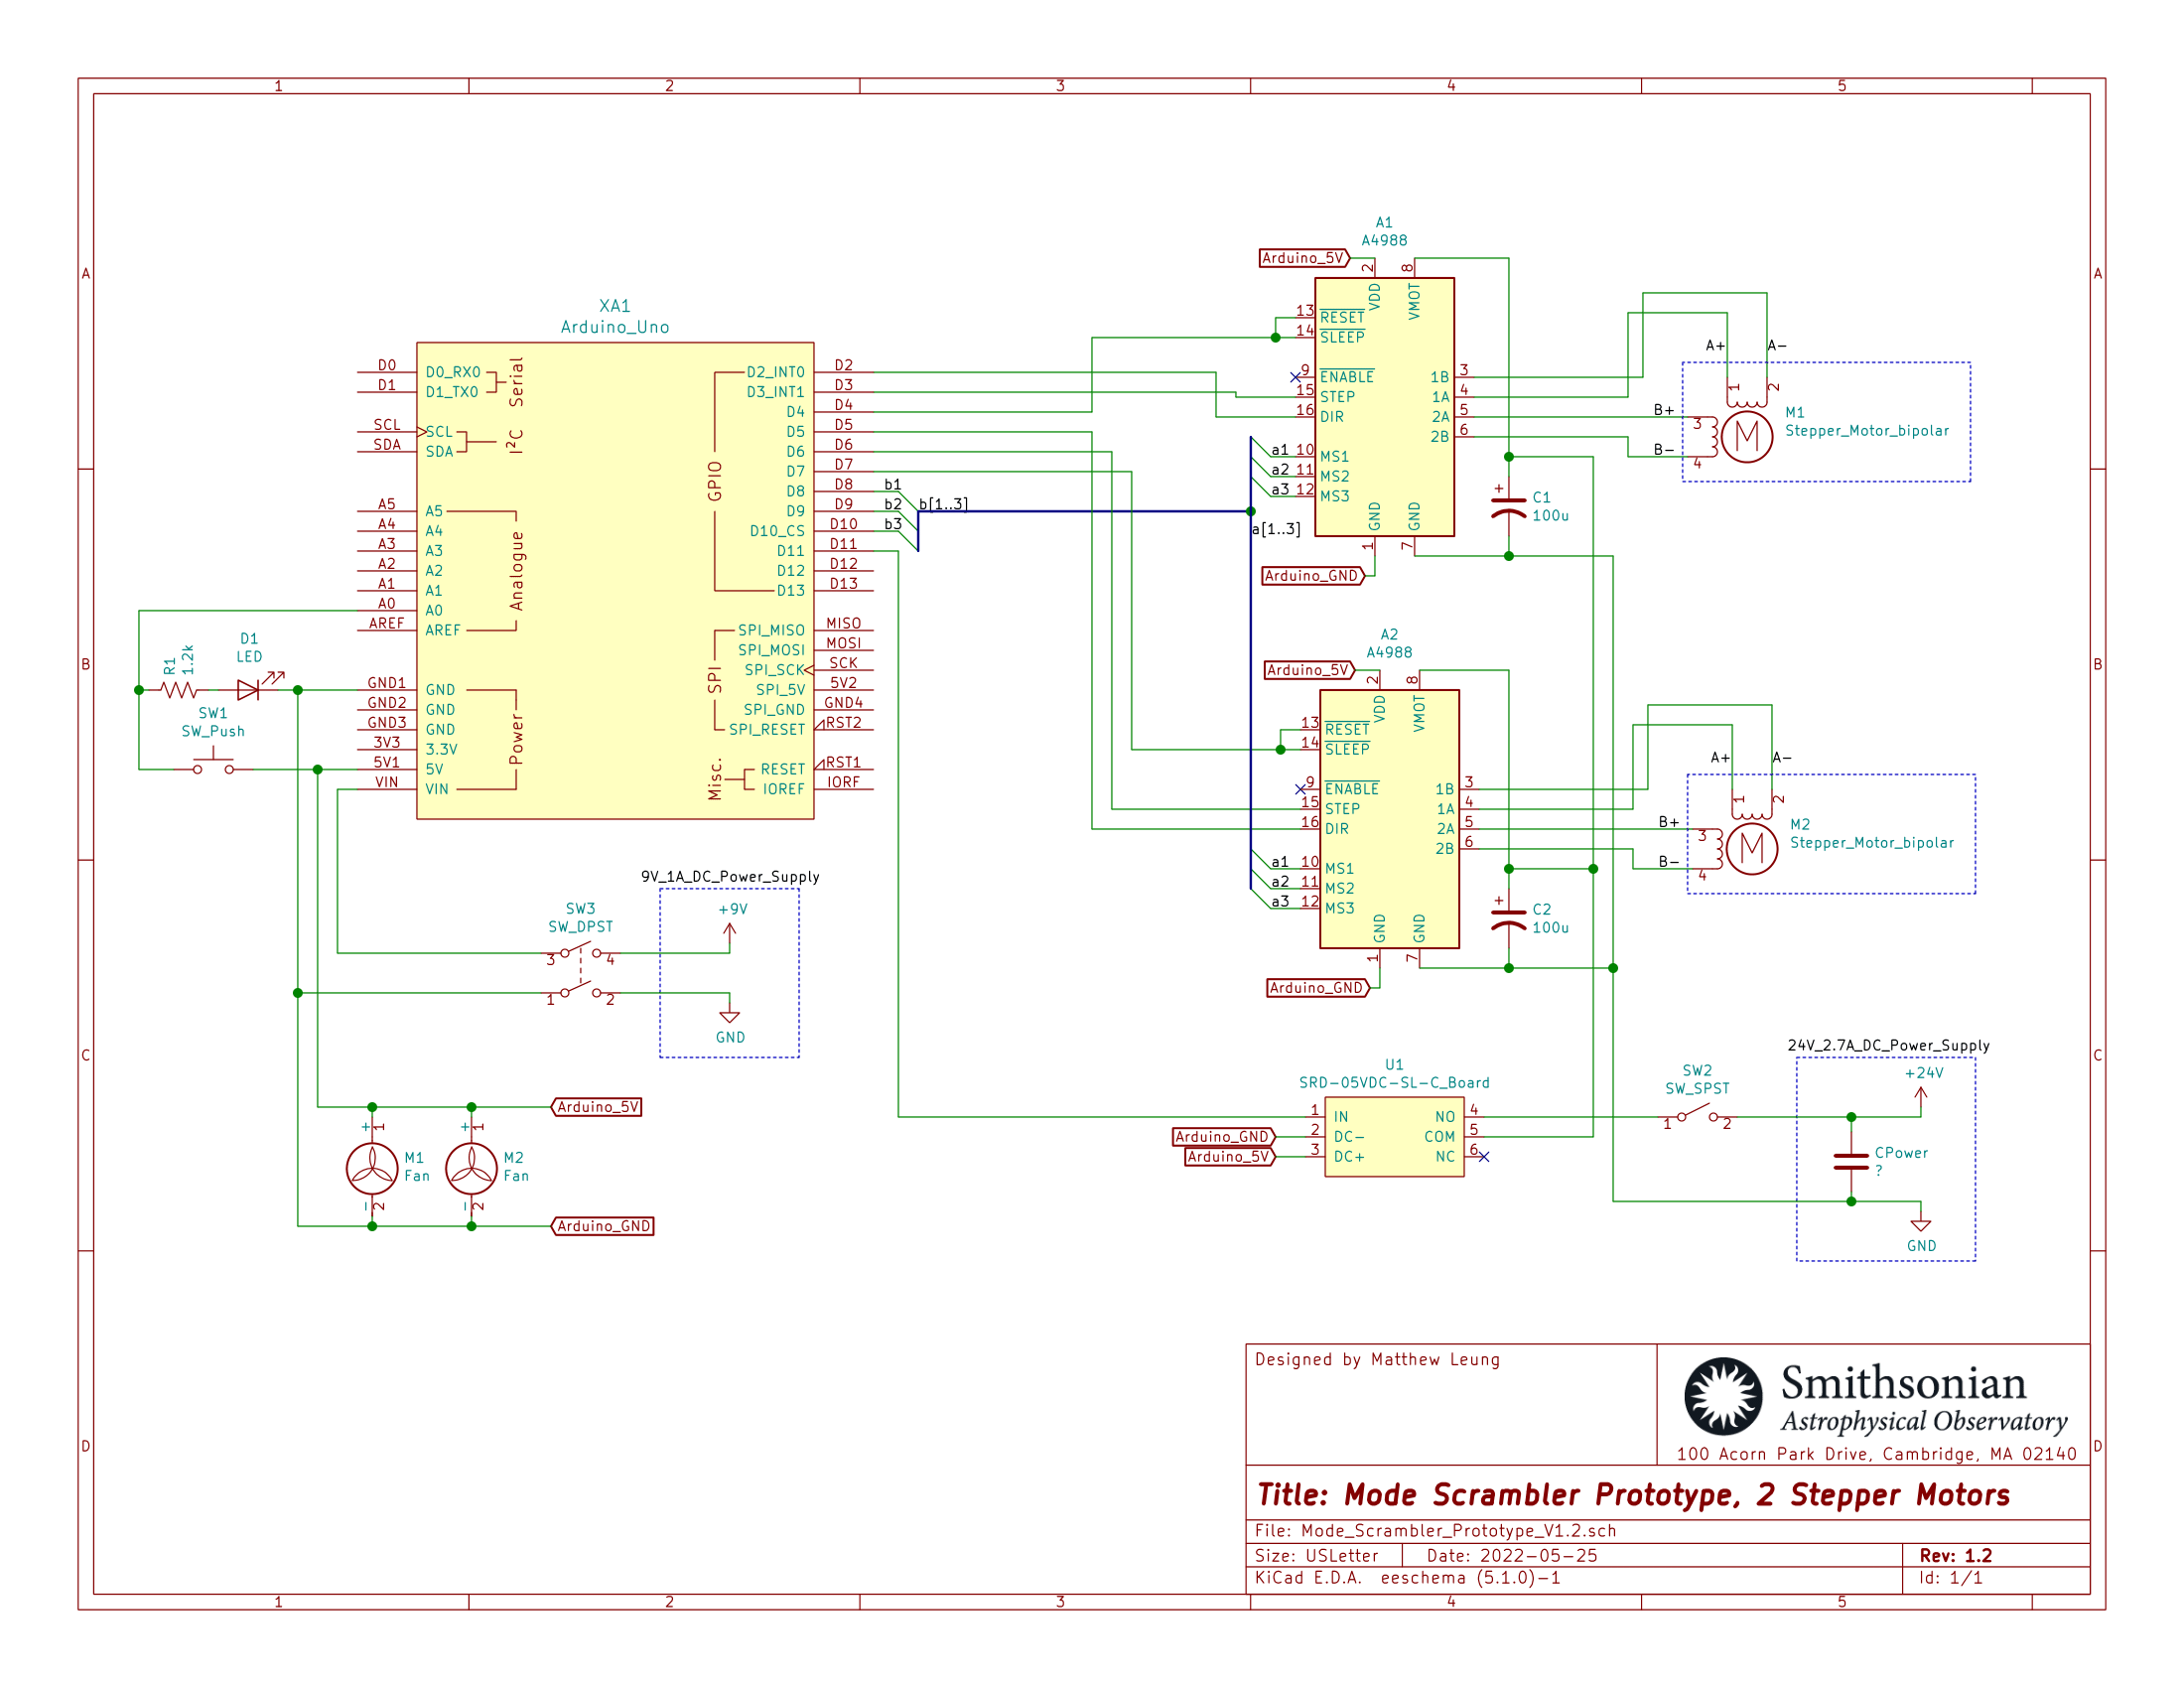 1 2 3 4 5
A
B
C
D
A
B
C
D
XA1
Arduino_Uno
D0 D0_RX0
D1 D1_TX0
Serial
SCL SCL
SDA SDA
I²C
A5 A5
A4 A4
A3 A3
A2 A2
A1 A1
A0 A0
AREF AREF
Analogue
GND1 GND
GND2 GND
GND3 GND
3V3 3.3V
5V1 5V
VIN VIN
Power
D2_INT0 D2
D3_INT1 D3
D4 D4
D5 D5
D6 D6
D7 D7
D8 D8
D9 D9
D10_CS D10
D11 D11
D12 D12
D13 D13
GPIO
SPI_MISO MISO
SPI_MOSI MOSI
SPI_SCK SCK
SPI_5V 5V2
SPI_GND GND4
SPI_RESET RST2
SPI
RESET RST1
IOREF IORF
Misc.
b1
b2
b3
b[1..3]
a[1..3]
R1
1.2k
D1
LED
SW1
SW_Push
9V_1A_DC_Power_Supply
+9V
GND
SW3
SW_DPST
3 4
1 2
Arduino_5V
+ 1
M1
Fan
- 2
+ 1
M2
Fan
- 2
Arduino_GND
A1
A4988
Arduino_5V
2 VDD
8 VMOT
13 RESET
14 SLEEP
9 ENABLE
15 STEP
16 DIR
a1 10 MS1
a2 11 MS2
a3 12 MS3
1B 3
1A 4
2A 5
2B 6
GND 1
GND 7
Arduino_GND
+
C1
100u
A+ A-
B+
B-
1 2
3
4
M
M1
Stepper_Motor_bipolar
A2
A4988
Arduino_5V
2 VDD
8 VMOT
13 RESET
14 SLEEP
9 ENABLE
15 STEP
16 DIR
a1 10 MS1
a2 11 MS2
a3 12 MS3
1B 3
1A 4
2A 5
2B 6
GND 1
GND 7
Arduino_GND
+
C2
100u
A+ A-
B+
B-
1 2
3
4
M
M2
Stepper_Motor_bipolar
U1
SRD-05VDC-SL-C_Board
1 IN NO 4
Arduino_GND 2 DC- COM 5
Arduino_5V 3 DC+ NC 6
SW2
SW_SPST
1 2
24V_2.7A_DC_Power_Supply
+24V
CPower
?
GND
Designed by Matthew Leung
Smithsonian
Astrophysical Observatory
100 Acorn Park Drive, Cambridge, MA 02140
Title: Mode Scrambler Prototype, 2 Stepper Motors
File: Mode_Scrambler_Prototype_V1.2.sch
Size: USLetter Date: 2022-05-25 Rev: 1.2
KiCad E.D.A. eeschema (5.1.0)-1 Id: 1/1
1 2 3 4 5